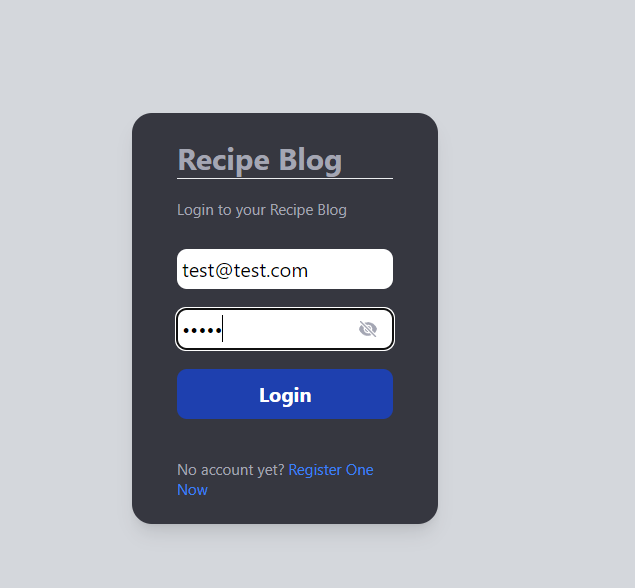 Recipe Blog
Login to your Recipe Blog
test@test.com
•••••
Login
No account yet? Register One
Now